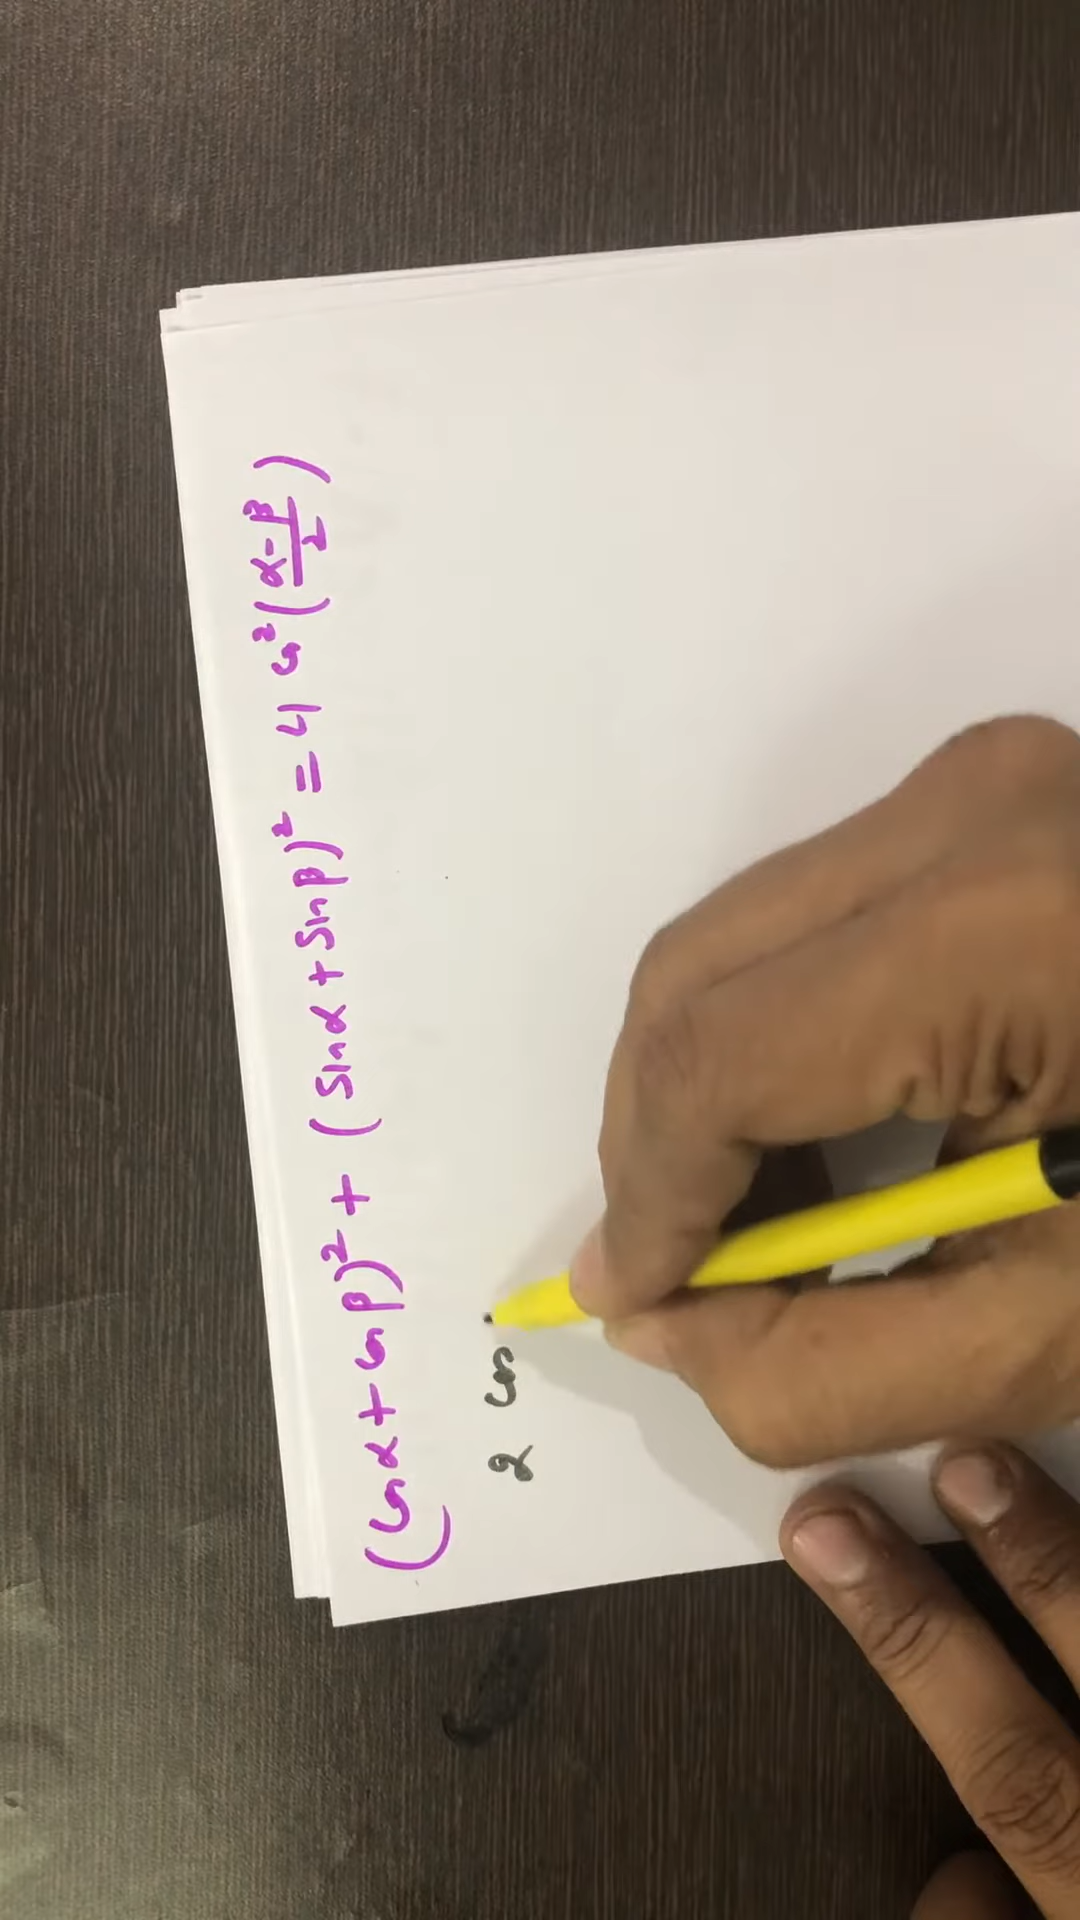 (cos α + cos β)² + (sin α + sin β)² = 4 cos² (α-β/2)
2 cos